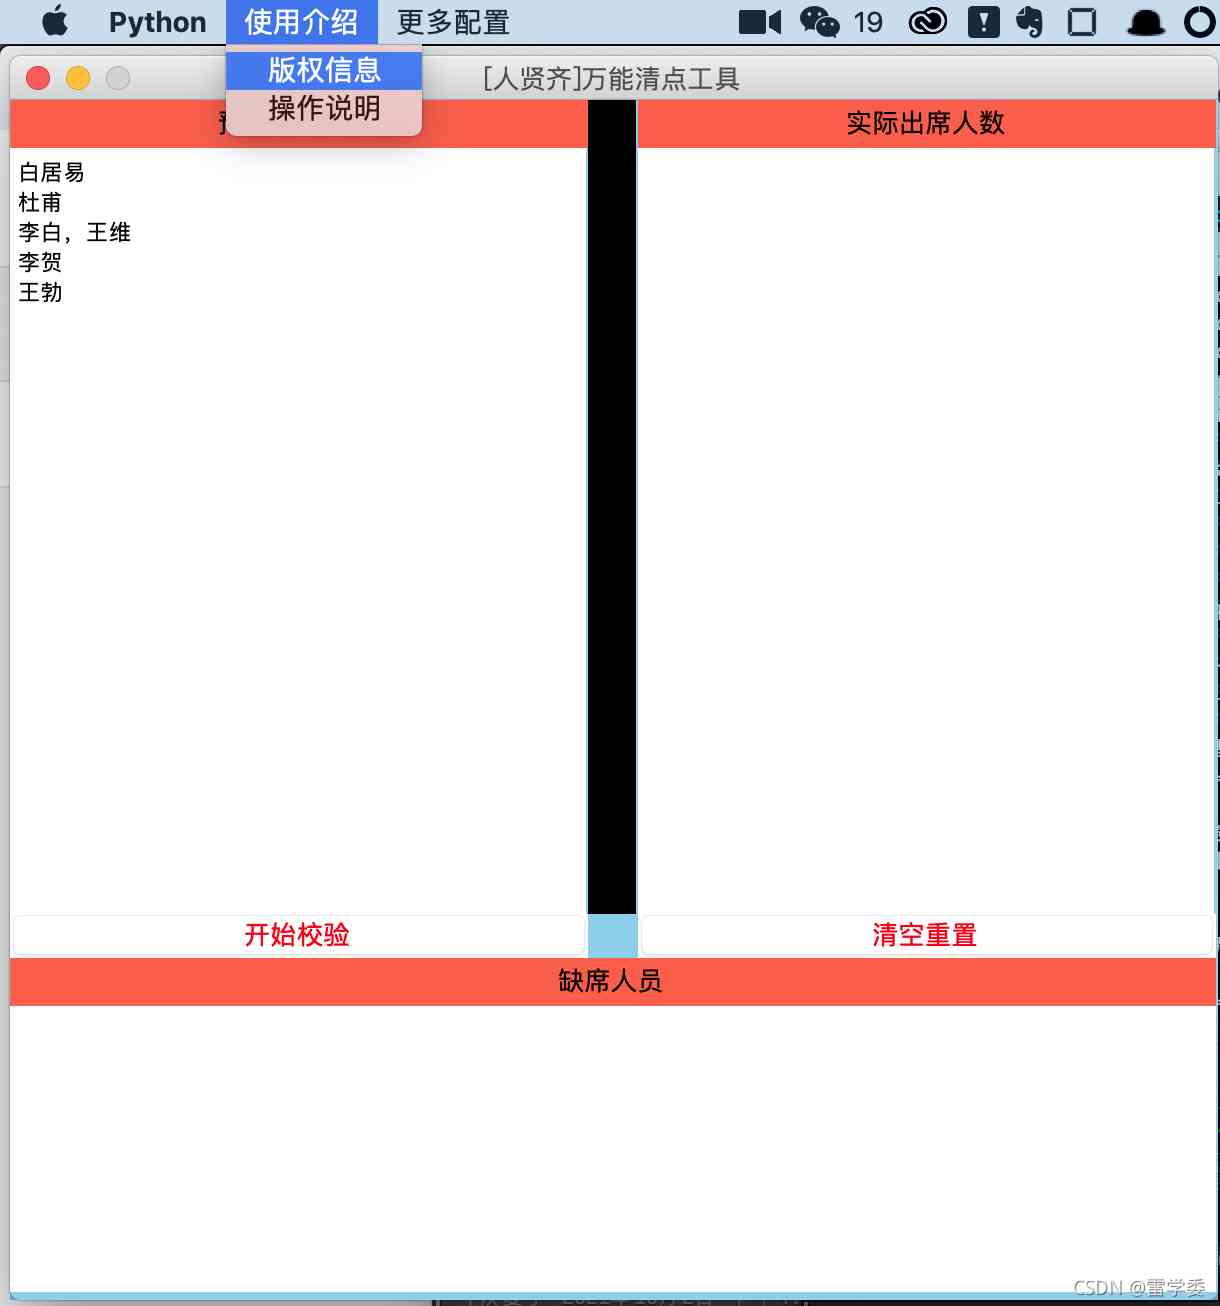 Python 使用介绍 更多配置 19
版权信息
操作说明
[人贤齐]万能清点工具
实际出席人数
白居易
杜甫
李白，王维
李贺
王勃
开始校验
清空重置
缺席人员
CSDN @雷学委